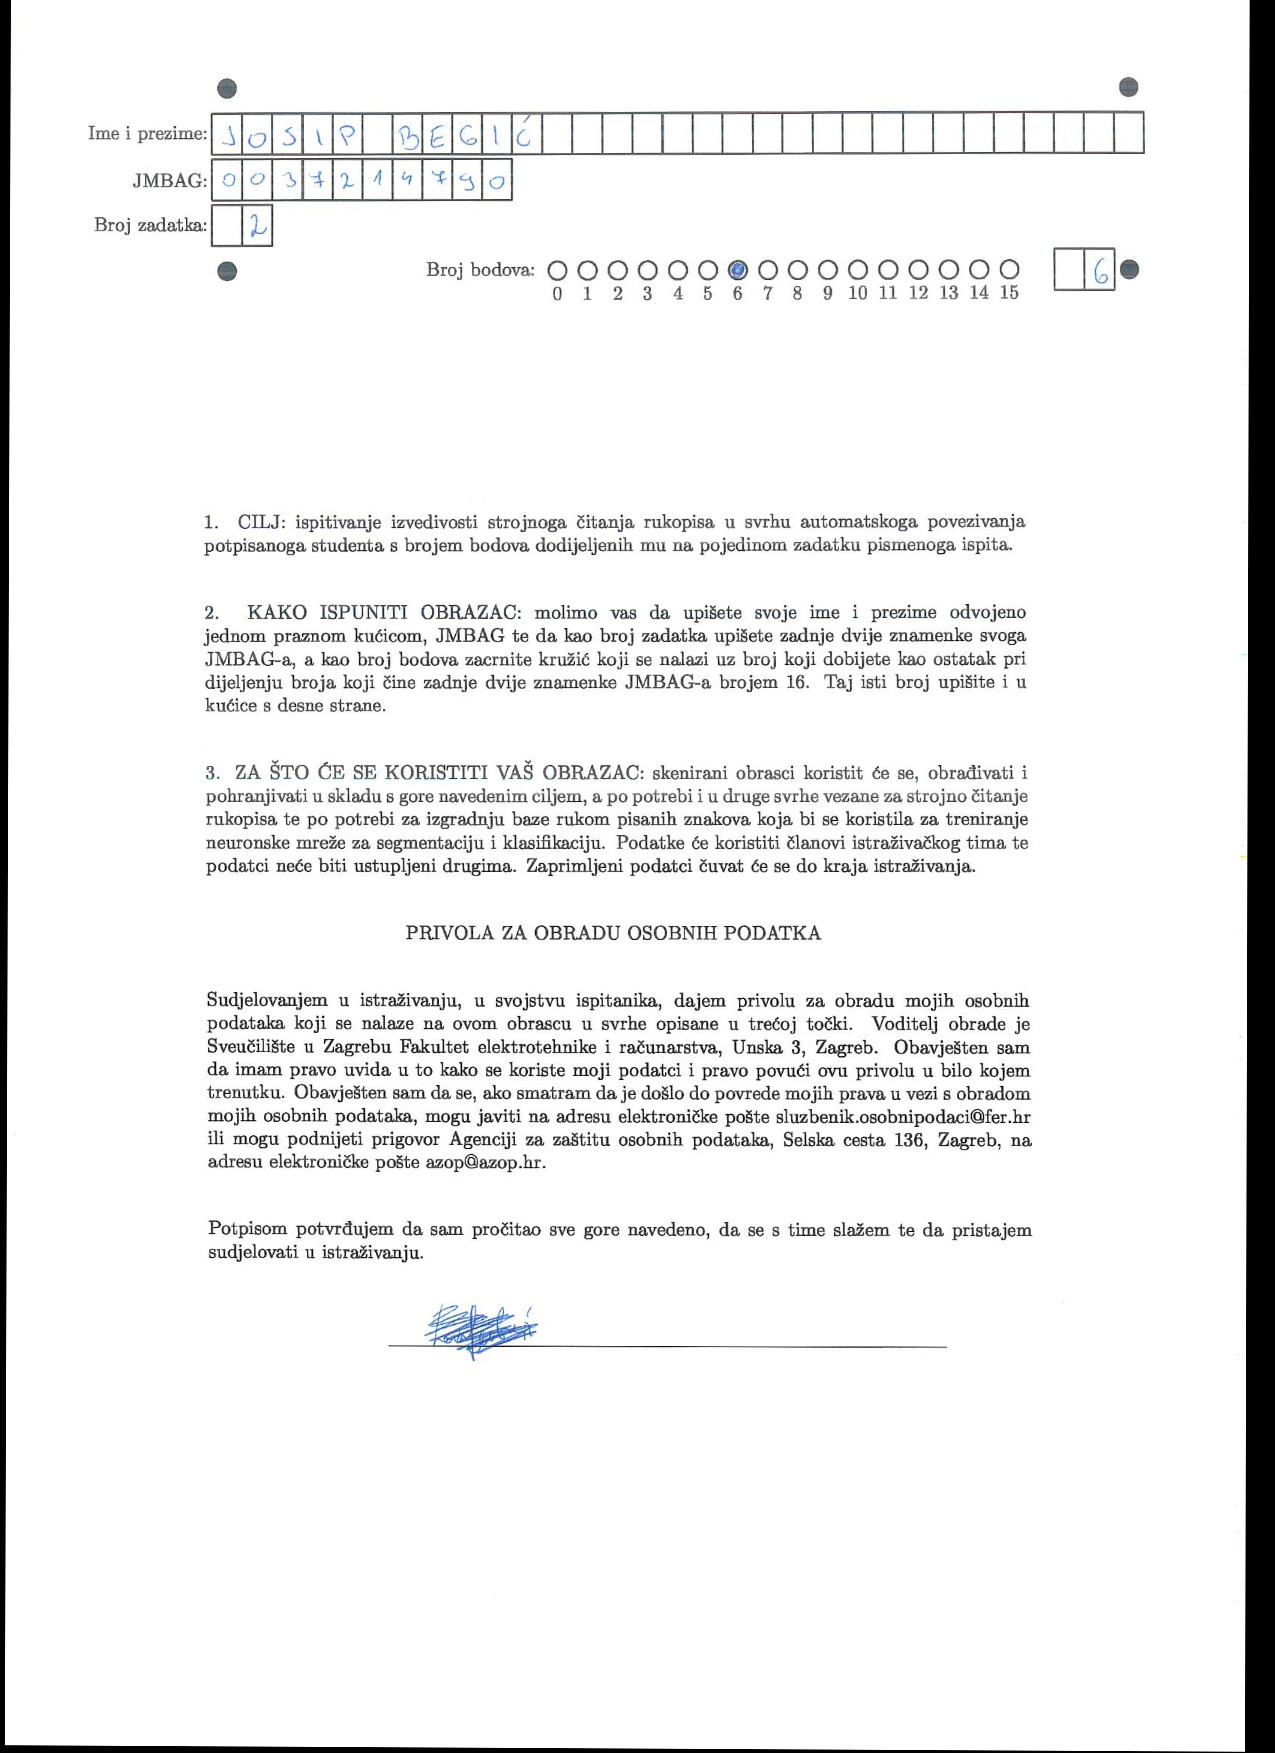 Ime i prezime: JOSIP BEGIĆ
JMBAG: 0037214790
Broj zadatka: 2
Broj bodova: 6
0 1 2 3 4 5 6 7 8 9 10 11 12 13 14 15
1. CILJ: ispitivanje izvedivosti strojnoga čitanja rukopisa u svrhu automatskoga povezivanja
potpisanoga studenta s brojem bodova dodijeljenih mu na pojedinom zadatku pismenoga ispita.
2. KAKO ISPUNITI OBRAZAC: molimo vas da upišete svoje ime i prezime odvojeno
jednom praznom kućicom, JMBAG te da kao broj zadatka upišete zadnje dvije znamenke svoga
JMBAG-a, a kao broj bodova zacrnite kružić koji se nalazi uz broj koji dobijete kao ostatak pri
dijeljenju broja koji čine zadnje dvije znamenke JMBAG-a brojem 16. Taj isti broj upišite i u
kućice s desne strane.
3. ZA ŠTO ĆE SE KORISTITI VAŠ OBRAZAC: skenirani obrasci koristit će se, obrađivati i
pohranjivati u skladu s gore navedenim ciljem, a po potrebi i u druge svrhe vezane za strojno čitanje
rukopisa te po potrebi za izgradnju baze rukom pisanih znakova koja bi se koristila za treniranje
neuronske mreže za segmentaciju i klasifikaciju. Podatke će koristiti članovi istraživačkog tima te
podatci neće biti ustupljeni drugima. Zaprimljeni podatci čuvat će se do kraja istraživanja.
PRIVOLA ZA OBRADU OSOBNIH PODATKA
Sudjelovanjem u istraživanju, u svojstvu ispitanika, dajem privolu za obradu mojih osobnih
podataka koji se nalaze na ovom obrascu u svrhe opisane u trećoj točki. Voditelj obrade je
Sveučilište u Zagrebu Fakultet elektrotehnike i računarstva, Unska 3, Zagreb. Obavješten sam
da imam pravo uvida u to kako se koriste moji podatci i pravo povući ovu privolu u bilo kojem
trenutku. Obavješten sam da se, ako smatram da je došlo do povrede mojih prava u vezi s obradom
mojih osobnih podataka, mogu javiti na adresu elektroničke pošte sluzbenik.osobnipodaci@fer.hr
ili mogu podnijeti prigovor Agenciji za zaštitu osobnih podataka, Selska cesta 136, Zagreb, na
adresu elektroničke pošte azop@azop.hr.
Potpisom potvrđujem da sam pročitao sve gore navedeno, da se s time slažem te da pristajem
sudjelovati u istraživanju.